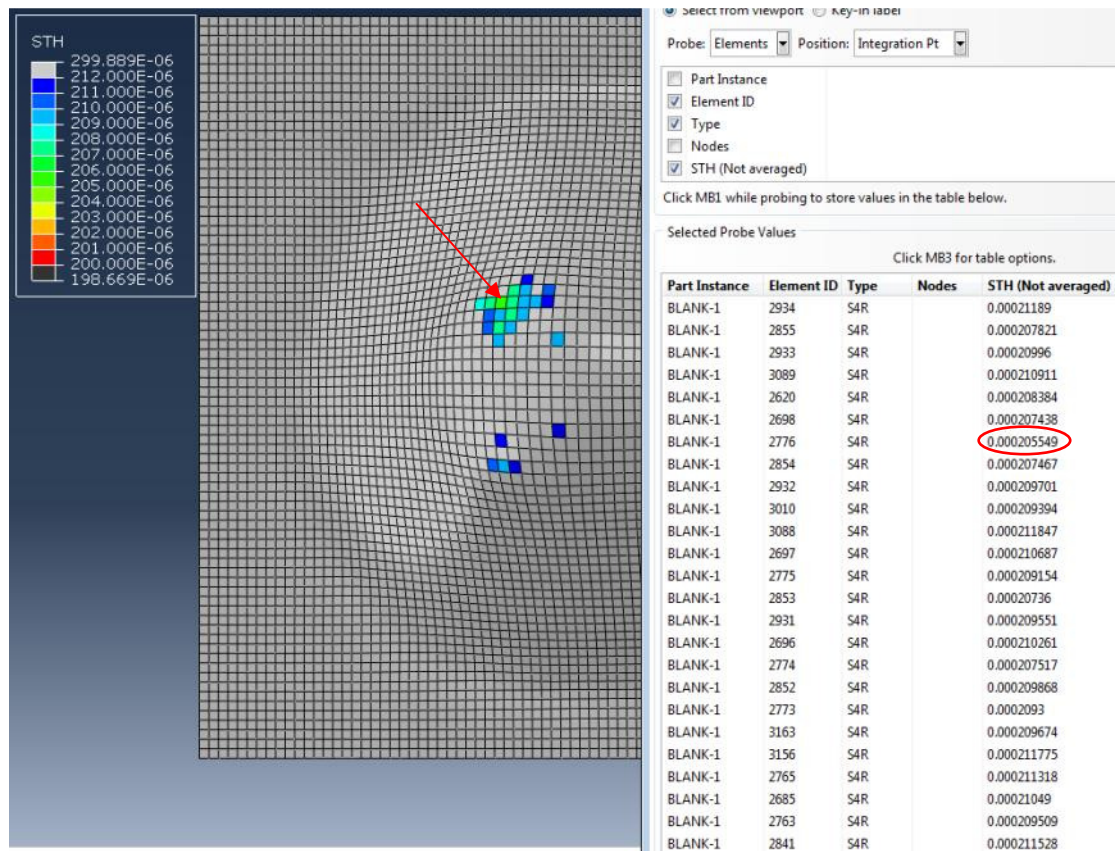 STH
299.889E-06
212.000E-06
211.000E-06
210.000E-06
209.000E-06
208.000E-06
207.000E-06
206.000E-06
205.000E-06
204.000E-06
203.000E-06
202.000E-06
201.000E-06
200.000E-06
198.669E-06
Select from viewport Key-in label
Probe: Elements Position: Integration Pt
Part Instance
Element ID
Type
Nodes
STH (Not averaged)
Click MB1 while probing to store values in the table below.
Selected Probe Values
Click MB3 for table options.
Part Instance Element ID Type Nodes STH (Not averaged)
BLANK-1 2934 S4R 0.00021189
BLANK-1 2855 S4R 0.000207821
BLANK-1 2933 S4R 0.00020996
BLANK-1 3089 S4R 0.000210911
BLANK-1 2620 S4R 0.000208384
BLANK-1 2698 S4R 0.000207438
BLANK-1 2776 S4R 0.000205549
BLANK-1 2854 S4R 0.000207467
BLANK-1 2932 S4R 0.000209701
BLANK-1 3010 S4R 0.000209394
BLANK-1 3088 S4R 0.000211847
BLANK-1 2697 S4R 0.000210687
BLANK-1 2775 S4R 0.000209154
BLANK-1 2853 S4R 0.00020736
BLANK-1 2931 S4R 0.000209551
BLANK-1 2696 S4R 0.000210261
BLANK-1 2774 S4R 0.000207517
BLANK-1 2852 S4R 0.000209868
BLANK-1 2773 S4R 0.0002093
BLANK-1 3163 S4R 0.000209674
BLANK-1 3156 S4R 0.000211775
BLANK-1 2765 S4R 0.000211318
BLANK-1 2685 S4R 0.00021049
BLANK-1 2763 S4R 0.000209509
BLANK-1 2841 S4R 0.000211528